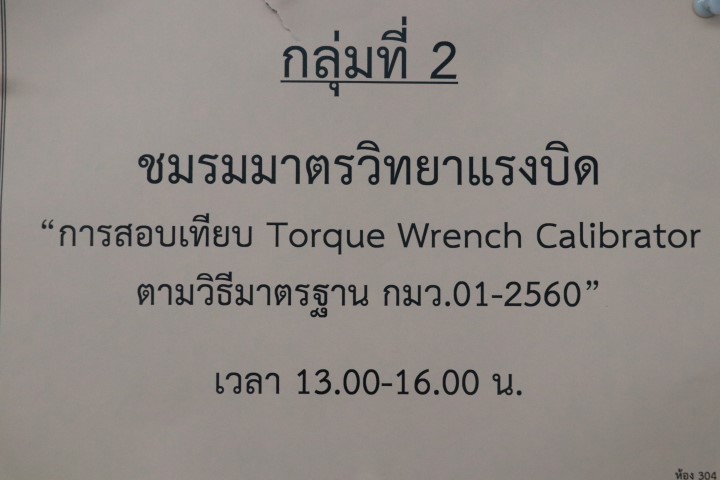 กลุ่มที่ 2
ชมรมมาตรวิทยาแรงบิด
“การสอบเทียบ Torque Wrench Calibrator
ตามวิธีมาตรฐาน กมว.01-2560”
เวลา 13.00-16.00 น.
ห้อง 304